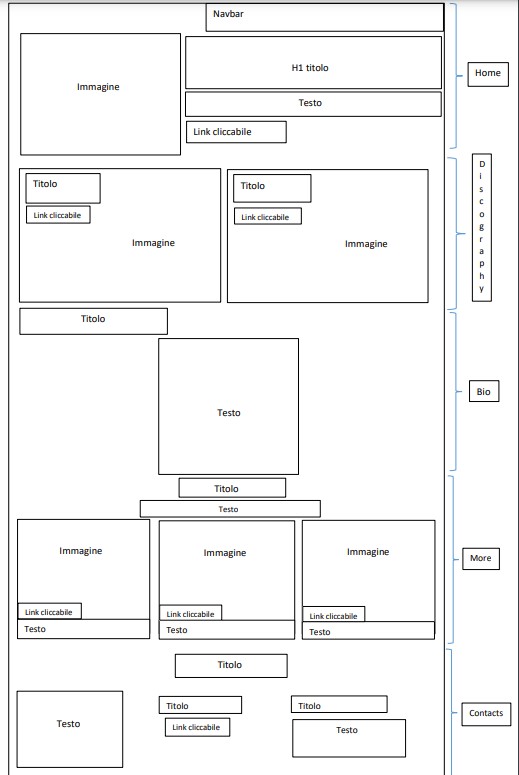 Navbar
Immagine
H1 titolo
Testo
Link cliccabile
Home
Titolo
Link cliccabile
Immagine
Titolo
Link cliccabile
Immagine
Discography
Titolo
Testo
Bio
Titolo
Testo
Immagine
Link cliccabile
Testo
Immagine
Link cliccabile
Testo
Immagine
Link cliccabile
Testo
More
Titolo
Testo
Titolo
Link cliccabile
Titolo
Testo
Contacts